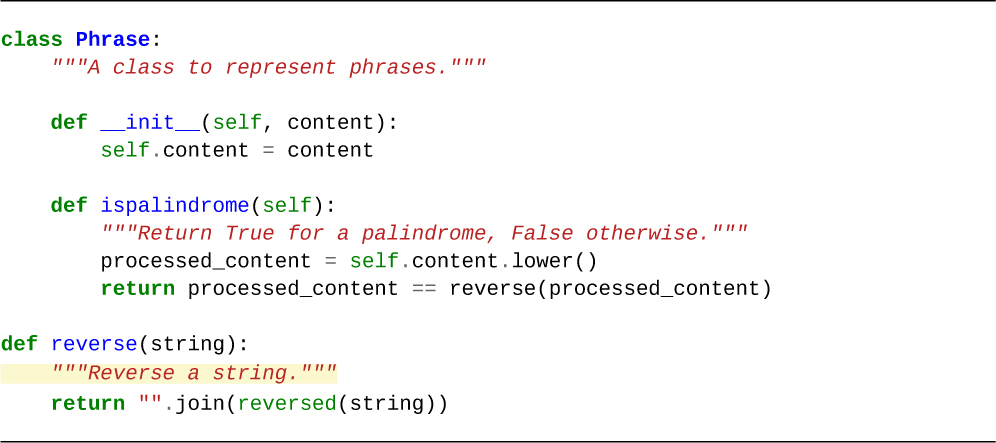 class Phrase:
    """A class to represent phrases."""
    def __init__(self, content):
        self.content = content
    def ispalindrome(self):
        """Return True for a palindrome, False otherwise."""
        processed_content = self.content.lower()
        return processed_content == reverse(processed_content)
def reverse(string):
    """Reverse a string."""
    return "".join(reversed(string))